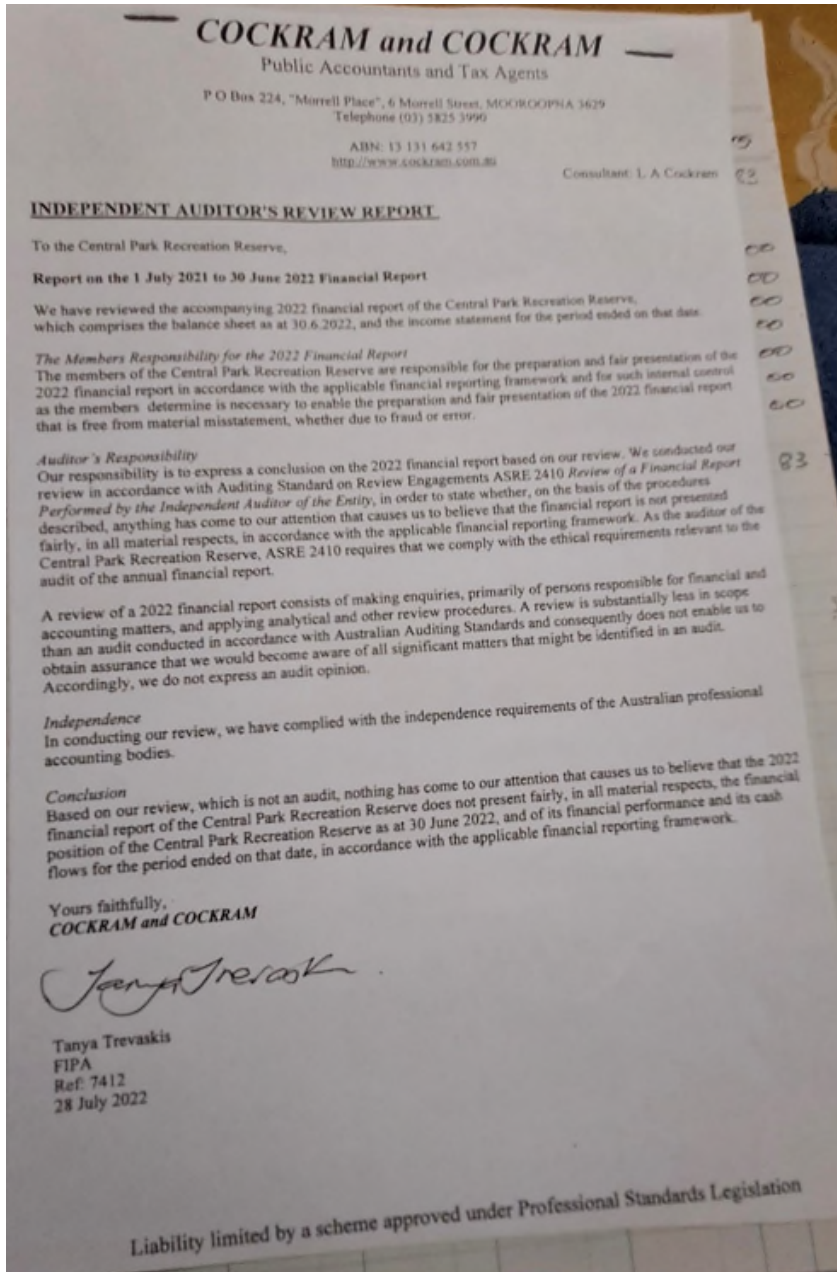 COCKRAM and COCKRAM
Public Accountants and Tax Agents
P O Box 224, "Morrell Place", 6 Morrell Street, MOOROOPNA 3629
Telephone (03) 5825 3990
ABN: 13 131 642 557
http://www.cockram.com.au
Consultant: L A Cockram
INDEPENDENT AUDITOR'S REVIEW REPORT
To the Central Park Recreation Reserve,
Report on the 1 July 2021 to 30 June 2022 Financial Report
We have reviewed the accompanying 2022 financial report of the Central Park Recreation Reserve,
which comprises the balance sheet as at 30.6.2022, and the income statement for the period ended on that date.
The Members Responsibility for the 2022 Financial Report
The members of the Central Park Recreation Reserve are responsible for the preparation and fair presentation of the
2022 financial report in accordance with the applicable financial reporting framework and for such internal control
as the members determine is necessary to enable the preparation and fair presentation of the 2022 financial report
that is free from material misstatement, whether due to fraud or error.
Auditor's Responsibility
Our responsibility is to express a conclusion on the 2022 financial report based on our review. We conducted our
review in accordance with Auditing Standard on Review Engagements ASRE 2410 Review of a Financial Report
Performed by the Independent Auditor of the Entity, in order to state whether, on the basis of the procedures
described, anything has come to our attention that causes us to believe that the financial report is not presented
fairly, in all material respects, in accordance with the applicable financial reporting framework. As the auditor of the
Central Park Recreation Reserve, ASRE 2410 requires that we comply with the ethical requirements relevant to the
audit of the annual financial report.
83
A review of a 2022 financial report consists of making enquiries, primarily of persons responsible for financial and
accounting matters, and applying analytical and other review procedures. A review is substantially less in scope
than an audit conducted in accordance with Australian Auditing Standards and consequently does not enable us to
obtain assurance that we would become aware of all significant matters that might be identified in an audit.
Accordingly, we do not express an audit opinion.
Independence
In conducting our review, we have complied with the independence requirements of the Australian professional
accounting bodies.
Conclusion
Based on our review, which is not an audit, nothing has come to our attention that causes us to believe that the 2022
financial report of the Central Park Recreation Reserve does not present fairly, in all material respects, the financial
position of the Central Park Recreation Reserve as at 30 June 2022, and of its financial performance and its cash
flows for the period ended on that date, in accordance with the applicable financial reporting framework.
Yours faithfully,
COCKRAM and COCKRAM
Tanya Trevaskis
FIPA
Ref: 7412
28 July 2022
Liability limited by a scheme approved under Professional Standards Legislation